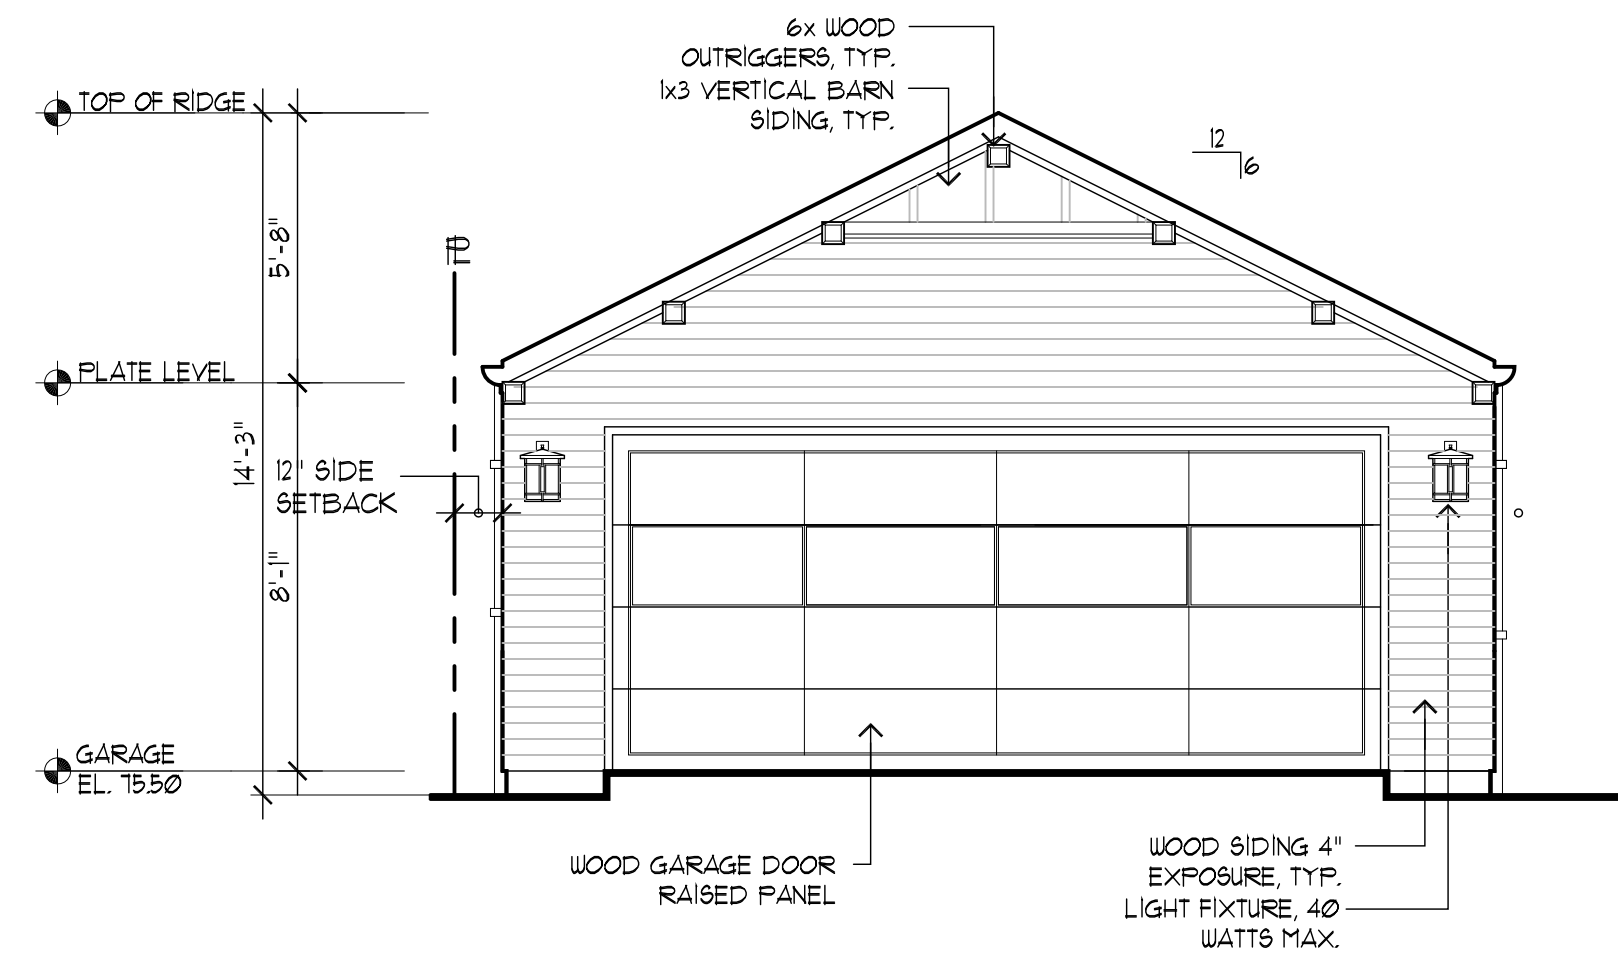 6x WOOD
OUTRIGGERS, TYP.
1x3 VERTICAL BARN
SIDING, TYP.
TOP OF RIDGE
12
6
5'-8"
PLATE LEVEL
14'-3"
12" SIDE
SETBACK
8'-1"
GARAGE
EL. 75.50
WOOD GARAGE DOOR
RAISED PANEL
WOOD SIDING 4"
EXPOSURE, TYP.
LIGHT FIXTURE, 40
WATTS MAX.